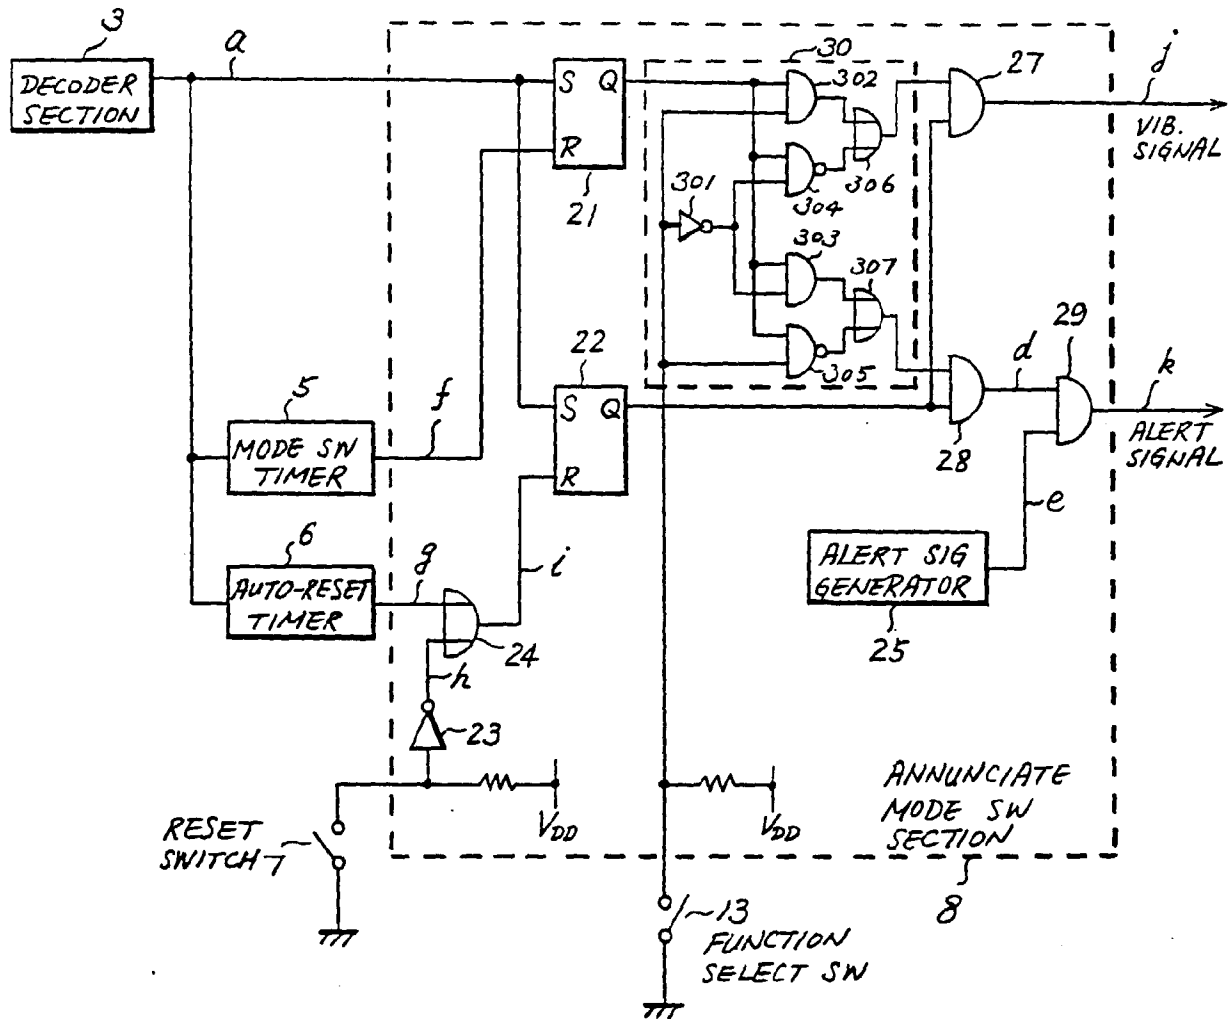 3
a
DECODER
SECTION
S
Q
R
21
30
302
301
304
306
303
307
305
27
j
VIB.
SIGNAL
22
S
Q
R
28
d
29
k
ALERT
SIGNAL
e
5
MODE SW
TIMER
f
6
AUTO-RESET
TIMER
g
24
i
h
23
ALERT SIG
GENERATOR
25
VDD
VDD
RESET
SWITCH 7
ANNUNCIATE
MODE SW
SECTION
8
13
FUNCTION
SELECT SW